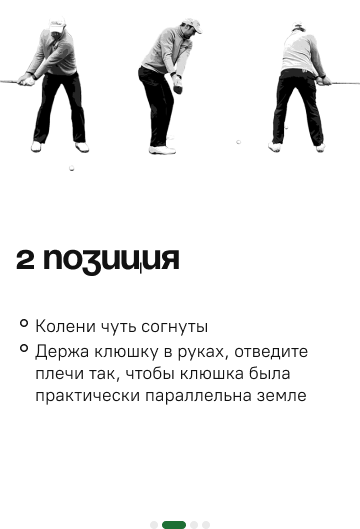 2 позиция
Колени чуть согнуты
Держа клюшку в руках, отведите
плечи так, чтобы клюшка была
практически параллельна земле